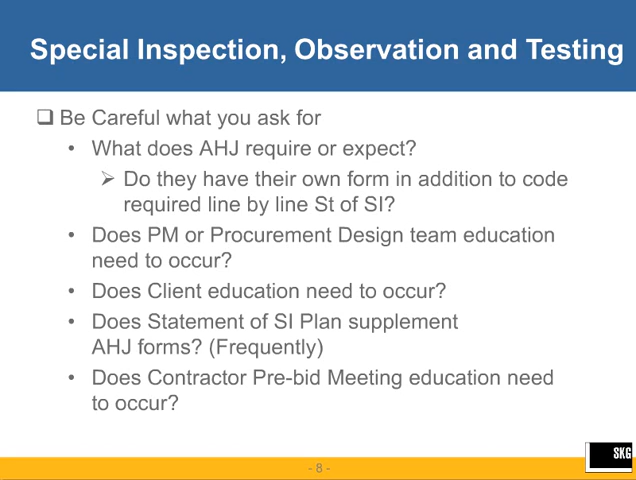 Special Inspection, Observation and Testing
❑ Be Careful what you ask for
• What does AHJ require or expect?
➢ Do they have their own form in addition to code
required line by line St of SI?
• Does PM or Procurement Design team education
need to occur?
• Does Client education need to occur?
• Does Statement of SI Plan supplement
AHJ forms? (Frequently)
• Does Contractor Pre-bid Meeting education need
to occur?
SKG
- 8 -